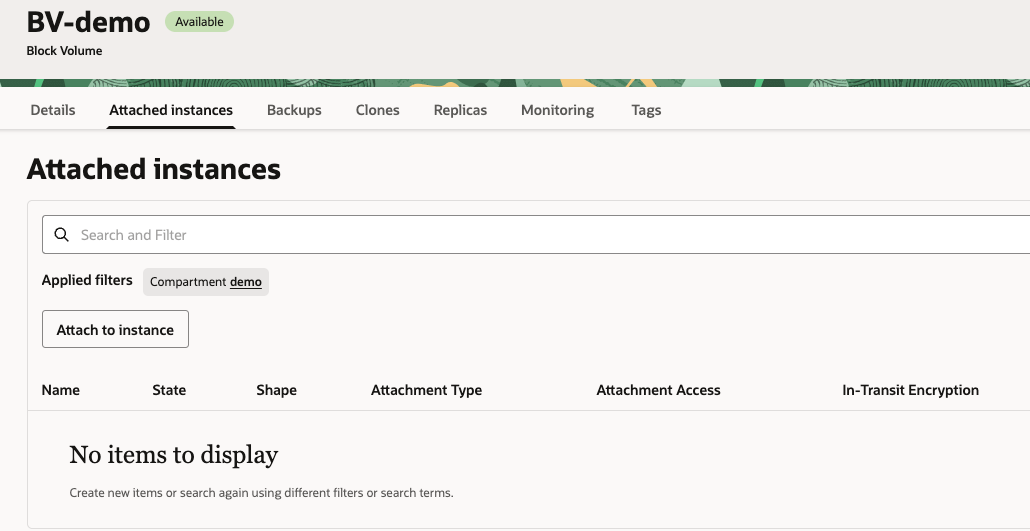 BV-demo Available
Block Volume
Details Attached instances Backups Clones Replicas Monitoring Tags
Attached instances
Search and Filter
Applied filters Compartment demo
Attach to instance
Name State Shape Attachment Type Attachment Access In-Transit Encryption
No items to display
Create new items or search again using different filters or search terms.